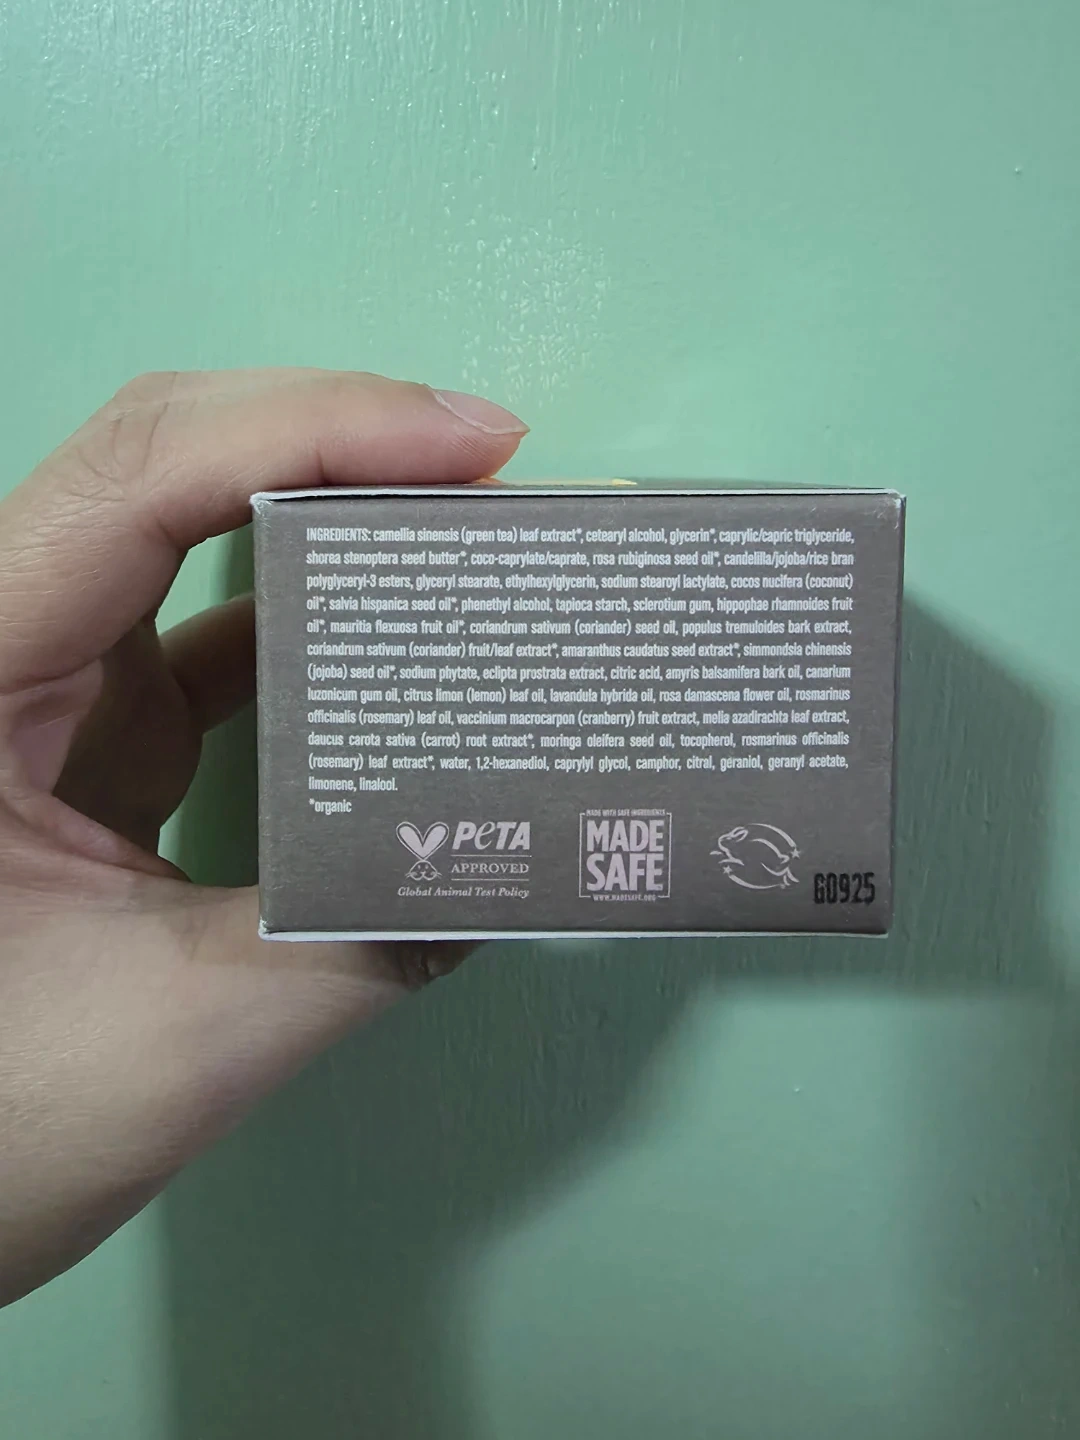 INGREDIENTS: camellia sinensis (green tea) leaf extract*, cetearyl alcohol, glycerin*, caprylic/capric triglyceride,
shorea stenoptera seed butter*, coco-caprylate/caprate, rosa rubiginosa seed oil*, candelilla/jojoba/rice bran
polyglyceryl-3 esters, glyceryl stearate, ethylhexylglycerin, sodium stearoyl lactylate, cocos nucifera (coconut)
oil*, salvia hispanica seed oil*, phenethyl alcohol, tapioca starch, sclerotium gum, hippophae rhamnoides fruit
oil*, mauritia flexuosa fruit oil*, coriandrum sativum (coriander) seed oil, populus tremuloides bark extract,
coriandrum sativum (coriander) fruit/leaf extract*, amaranthus caudatus seed extract*, simmondsia chinensis
(jojoba) seed oil*, sodium phytate, eclipta prostrata extract, citric acid, amyris balsamifera bark oil, canarium
luzonicum gum oil, citrus limon (lemon) leaf oil, lavandula hybrida oil, rosa damascena flower oil, rosmarinus
officinalis (rosemary) leaf oil, vaccinium macrocarpon (cranberry) fruit extract, melia azadirachta leaf extract,
daucus carota sativa (carrot) root extract*, moringa oleifera seed oil, tocopherol, rosmarinus officinalis
(rosemary) leaf extract*, water, 1,2-hexanediol, caprylyl glycol, camphor, citral, geraniol, geranyl acetate,
limonene, linalool.
*organic
PETA
APPROVED
Global Animal Test Policy
MADE WITH SAFE INGREDIENTS
MADE
SAFE
WWW.MADESAFE.ORG
G0925